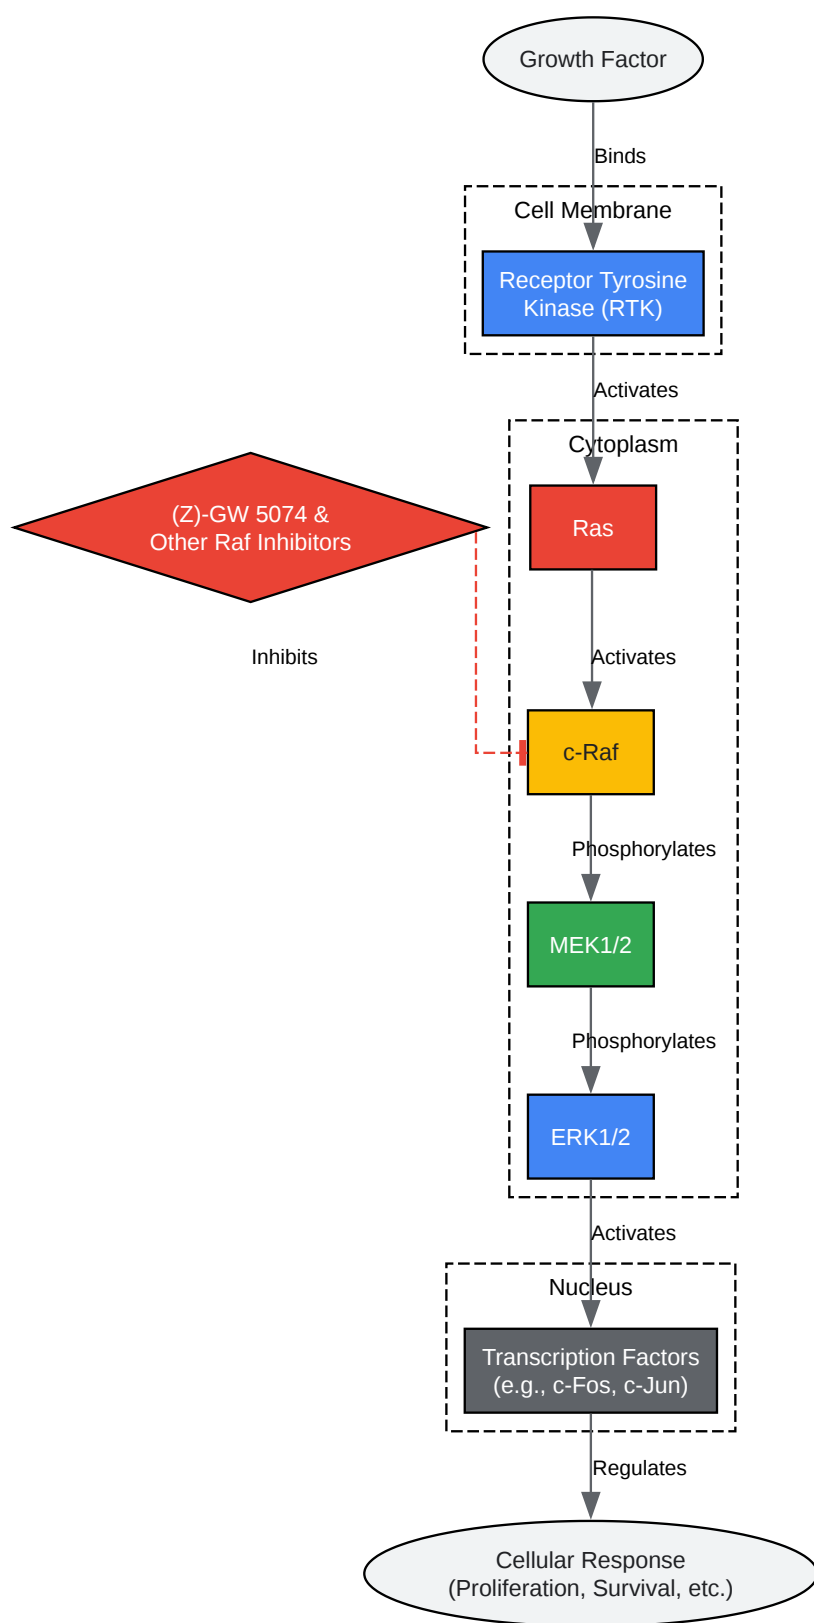 Growth Factor
Binds
Cell Membrane
Receptor Tyrosine
Kinase (RTK)
Activates
Cytoplasm
(Z)-GW 5074 &
Other Raf Inhibitors
Ras
Inhibits
Activates
c-Raf
Phosphorylates
MEK1/2
Phosphorylates
ERK1/2
Activates
Nucleus
Transcription Factors
(e.g., c-Fos, c-Jun)
Regulates
Cellular Response
(Proliferation, Survival, etc.)